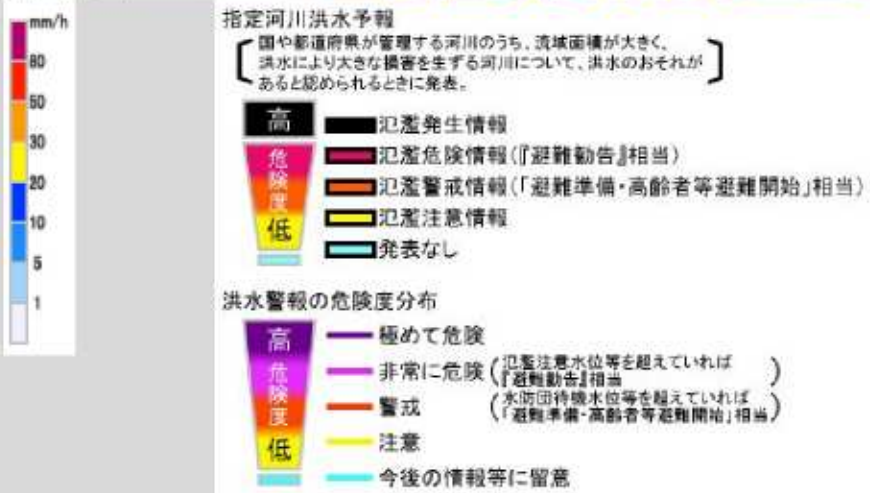 mm/h
80
50
30
20
10
5
1
指定河川洪水予報
国や都道府県が管理する河川のうち、流域面積が大きく、
洪水により大きな損害を生ずる河川について、洪水のおそれが
あると認められるときに発表。
高
危険度
低
氾濫発生情報
氾濫危険情報(『避難勧告』相当)
氾濫警戒情報(「避難準備・高齢者等避難開始」相当)
氾濫注意情報
発表なし
洪水警報の危険度分布
高
危険度
低
極めて危険
非常に危険(氾濫注意水位等を超えていれば
『避難勧告』相当)
警戒(水防団待機水位等を超えていれば
「避難準備・高齢者等避難開始」相当)
注意
今後の情報等に留意